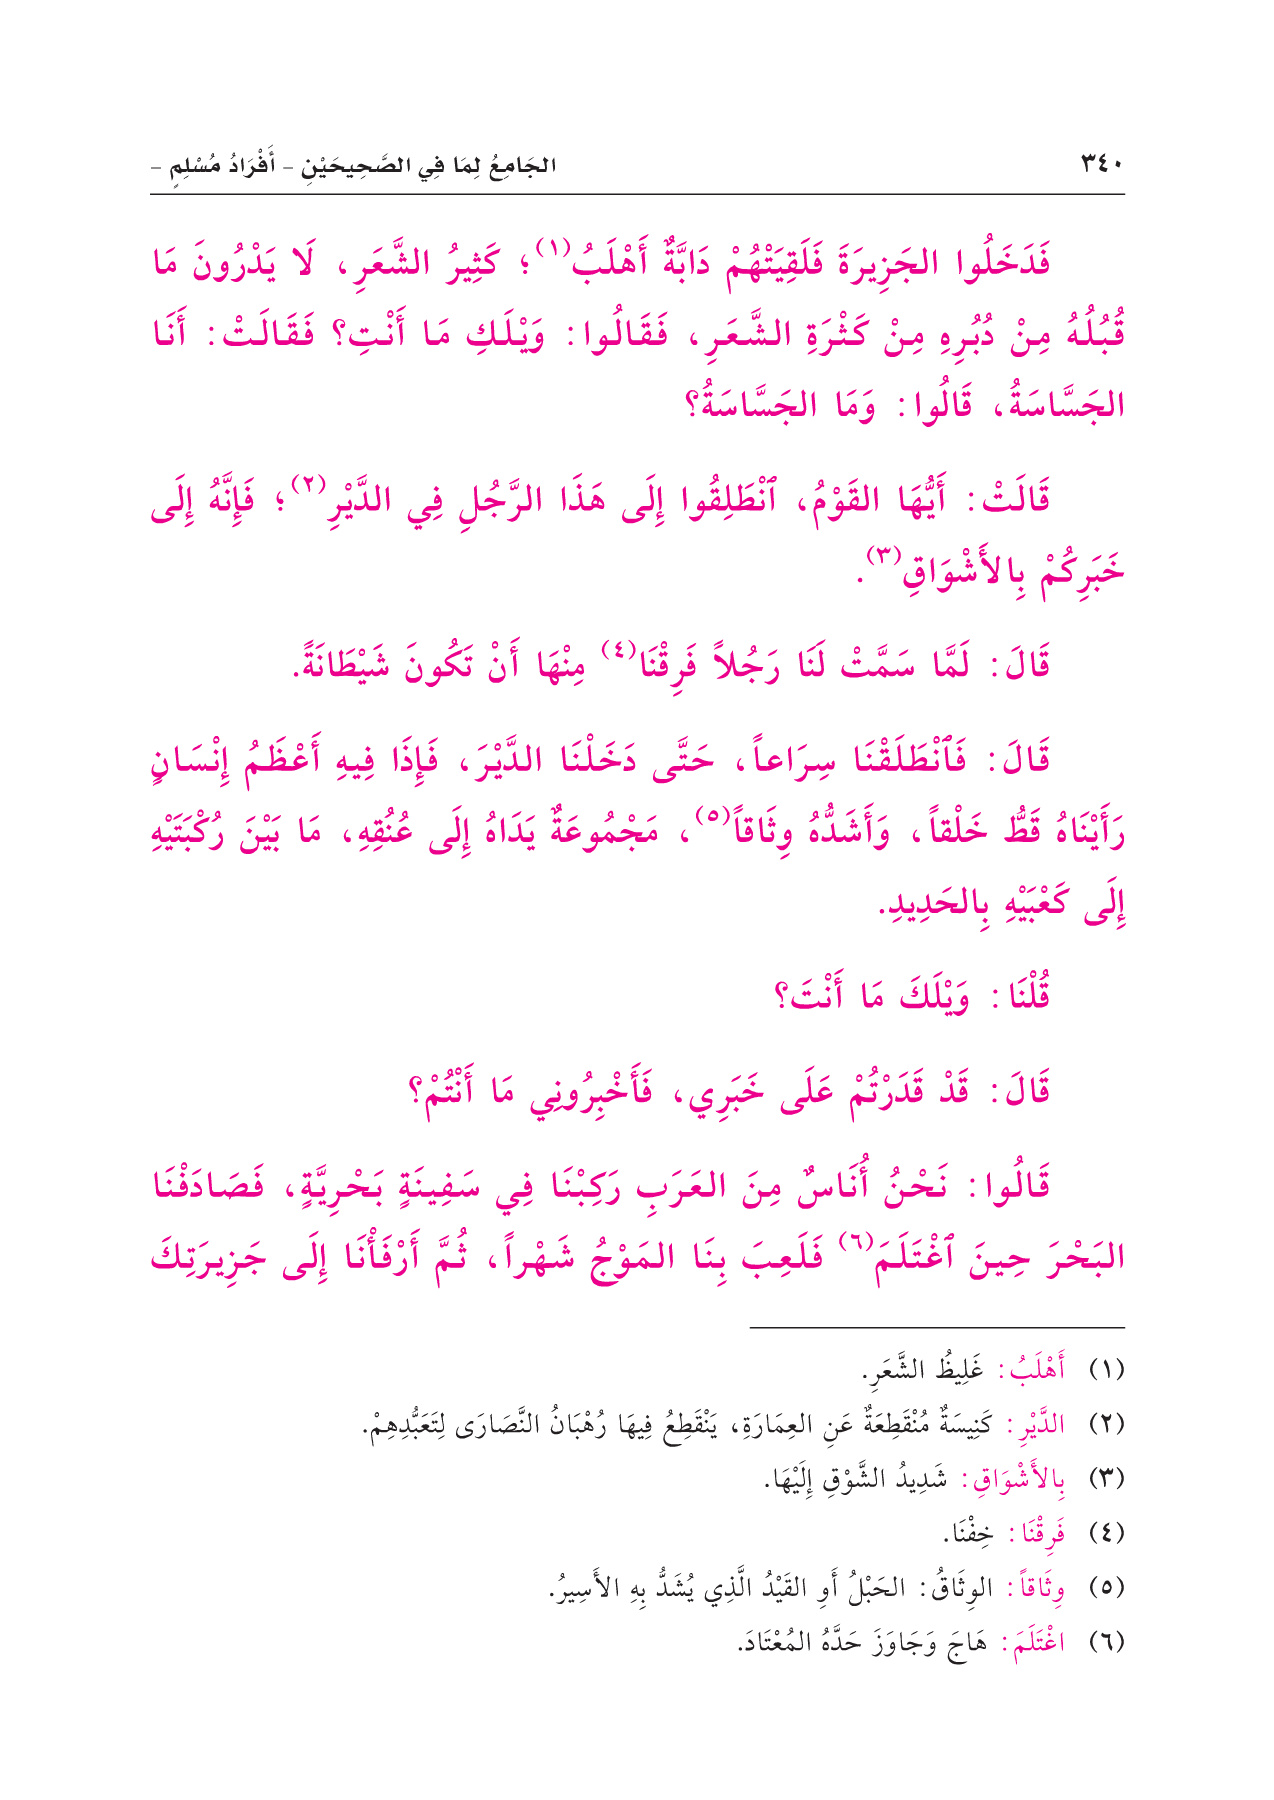 ٣٤٠
الجَامِعُ لِمَا فِي الصَّحِيحَيْنِ – أَفْرَادُ مُسْلِمٍ –
فَدَخَلُوا الجَزِيرَةَ فَلَقِيَتْهُمْ دَابَّةٌ أَهْلَبُ(١)؛ كَثِيرُ الشَّعَرِ، لَا يَدْرُونَ مَا
قُبُلُهُ مِنْ دُبُرِهِ مِنْ كَثْرَةِ الشَّعَرِ، فَقَالُوا: وَيْلَكِ مَا أَنْتِ؟ فَقَالَتْ: أَنَا
الجَسَّاسَةُ، قَالُوا: وَمَا الجَسَّاسَةُ؟
قَالَتْ: أَيُّهَا القَوْمُ، ٱنْطَلِقُوا إِلَى هَذَا الرَّجُلِ فِي الدَّيْرِ(٢)؛ فَإِنَّهُ إِلَى
خَبَرِكُمْ بِالأَشْوَاقِ(٣).
قَالَ: لَمَّا سَمَّتْ لَنَا رَجُلاً فَرِقْنَا(٤) مِنْهَا أَنْ تَكُونَ شَيْطَانَةً.
قَالَ: فَٱنْطَلَقْنَا سِرَاعاً، حَتَّى دَخَلْنَا الدَّيْرَ، فَإِذَا فِيهِ أَعْظَمُ إِنْسَانٍ
رَأَيْنَاهُ قَطُّ خَلْقاً، وَأَشَدُّهُ وِثَاقاً(٥)، مَجْمُوعَةٌ يَدَاهُ إِلَى عُنُقِهِ، مَا بَيْنَ رُكْبَتَيْهِ
إِلَى كَعْبَيْهِ بِالحَدِيدِ.
قُلْنَا: وَيْلَكَ مَا أَنْتَ؟
قَالَ: قَدْ قَدَرْتُمْ عَلَى خَبَرِي، فَأَخْبِرُونِي مَا أَنْتُمْ؟
قَالُوا: نَحْنُ أُنَاسٌ مِنَ العَرَبِ رَكِبْنَا فِي سَفِينَةٍ بَحْرِيَّةٍ، فَصَادَفْنَا
البَحْرَ حِينَ ٱغْتَلَمَ(٦) فَلَعِبَ بِنَا المَوْجُ شَهْراً، ثُمَّ أَرْفَأْنَا إِلَى جَزِيرَتِكَ
(١) أَهْلَبُ: غَلِيظُ الشَّعَرِ.
(٢) الدَّيْرِ: كَنِيسَةٌ مُنْقَطِعَةٌ عَنِ العِمَارَةِ، يَنْقَطِعُ فِيهَا رُهْبَانُ النَّصَارَى لِتَعَبُّدِهِمْ.
(٣) بِالأَشْوَاقِ: شَدِيدُ الشَّوْقِ إِلَيْهَا.
(٤) فَرِقْنَا: خِفْنَا.
(٥) وِثَاقاً: الوِثَاقُ: الحَبْلُ أَوِ القَيْدُ الَّذِي يُشَدُّ بِهِ الأَسِيرُ.
(٦) اغْتَلَمَ: هَاجَ وَجَاوَزَ حَدَّهُ المُعْتَادَ.